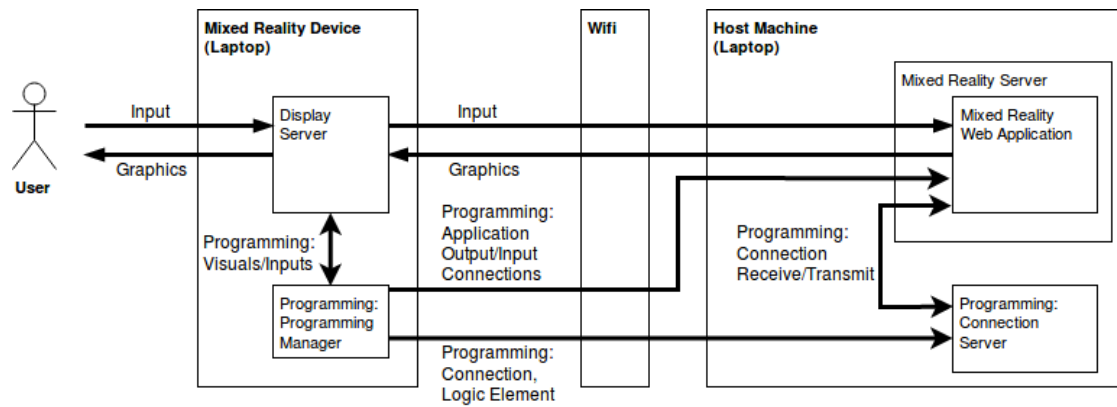 Mixed Reality Device
(Laptop)
Wifi
Host Machine
(Laptop)
Mixed Reality Server
Input
Display
Server
Input
Mixed Reality
Web Application
Graphics
Graphics
User
Programming:
Visuals/Inputs
Programming:
Application
Output/Input
Connections
Programming:
Connection
Receive/Transmit
Programming:
Programming
Manager
Programming:
Connection
Server
Programming:
Connection,
Logic Element